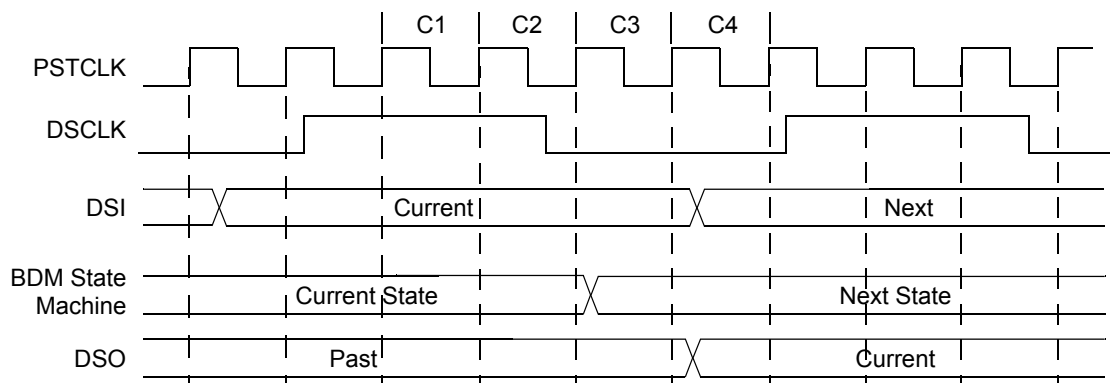 C1 C2 C3 C4
PSTCLK
DSCLK
DSI Current Next
BDM State
Machine Current State Next State
DSO Past Current